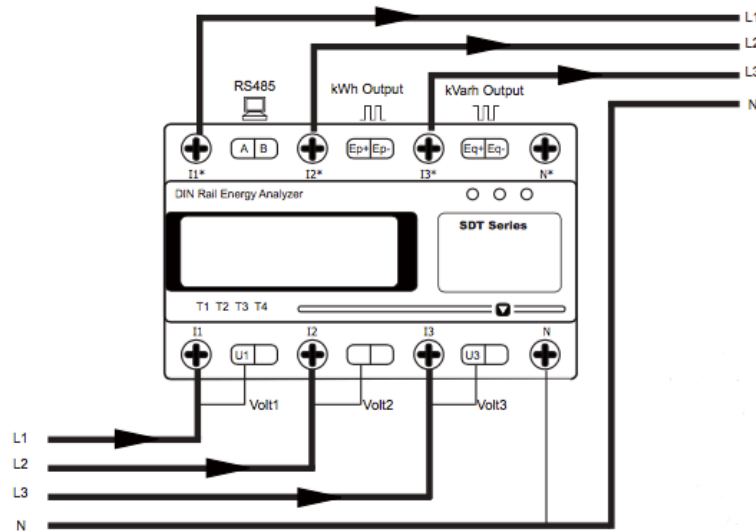 L1
L2
L3
N
RS485
kWh Output
kVarh Output
A B
Ep+ Ep-
Eq+ Eq-
I1*
I2*
I3*
N*
DIN Rail Energy Analyzer
SDT Series
T1 T2 T3 T4
I1
I2
I3
N
U1
U3
Volt1
Volt2
Volt3
L1
L2
L3
N